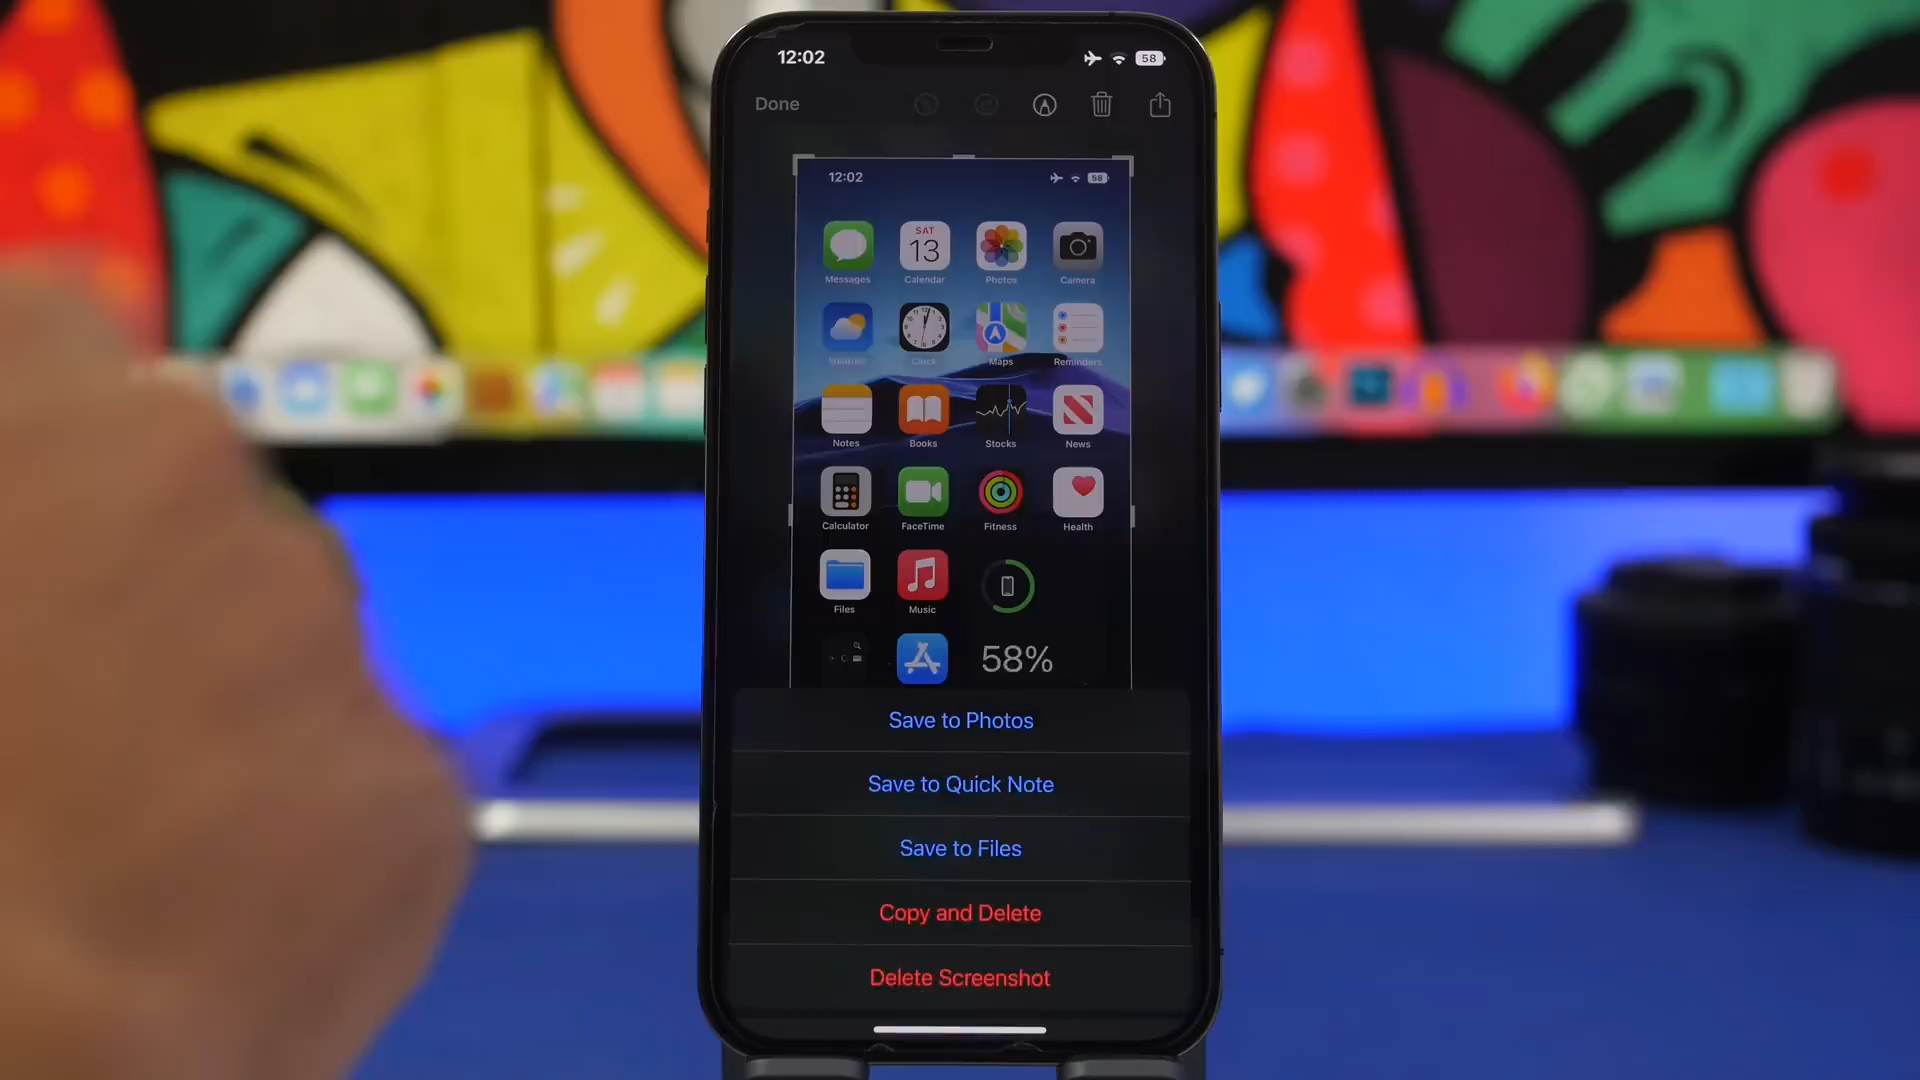 12:02
58
Done
12:02
58
SAT
13
Messages
Calendar
Photos
Camera
Weather
Clock
Maps
Reminders
Notes
Books
Stocks
News
Calculator
FaceTime
Fitness
Health
Files
Music
58%
Save to Photos
Save to Quick Note
Save to Files
Copy and Delete
Delete Screenshot